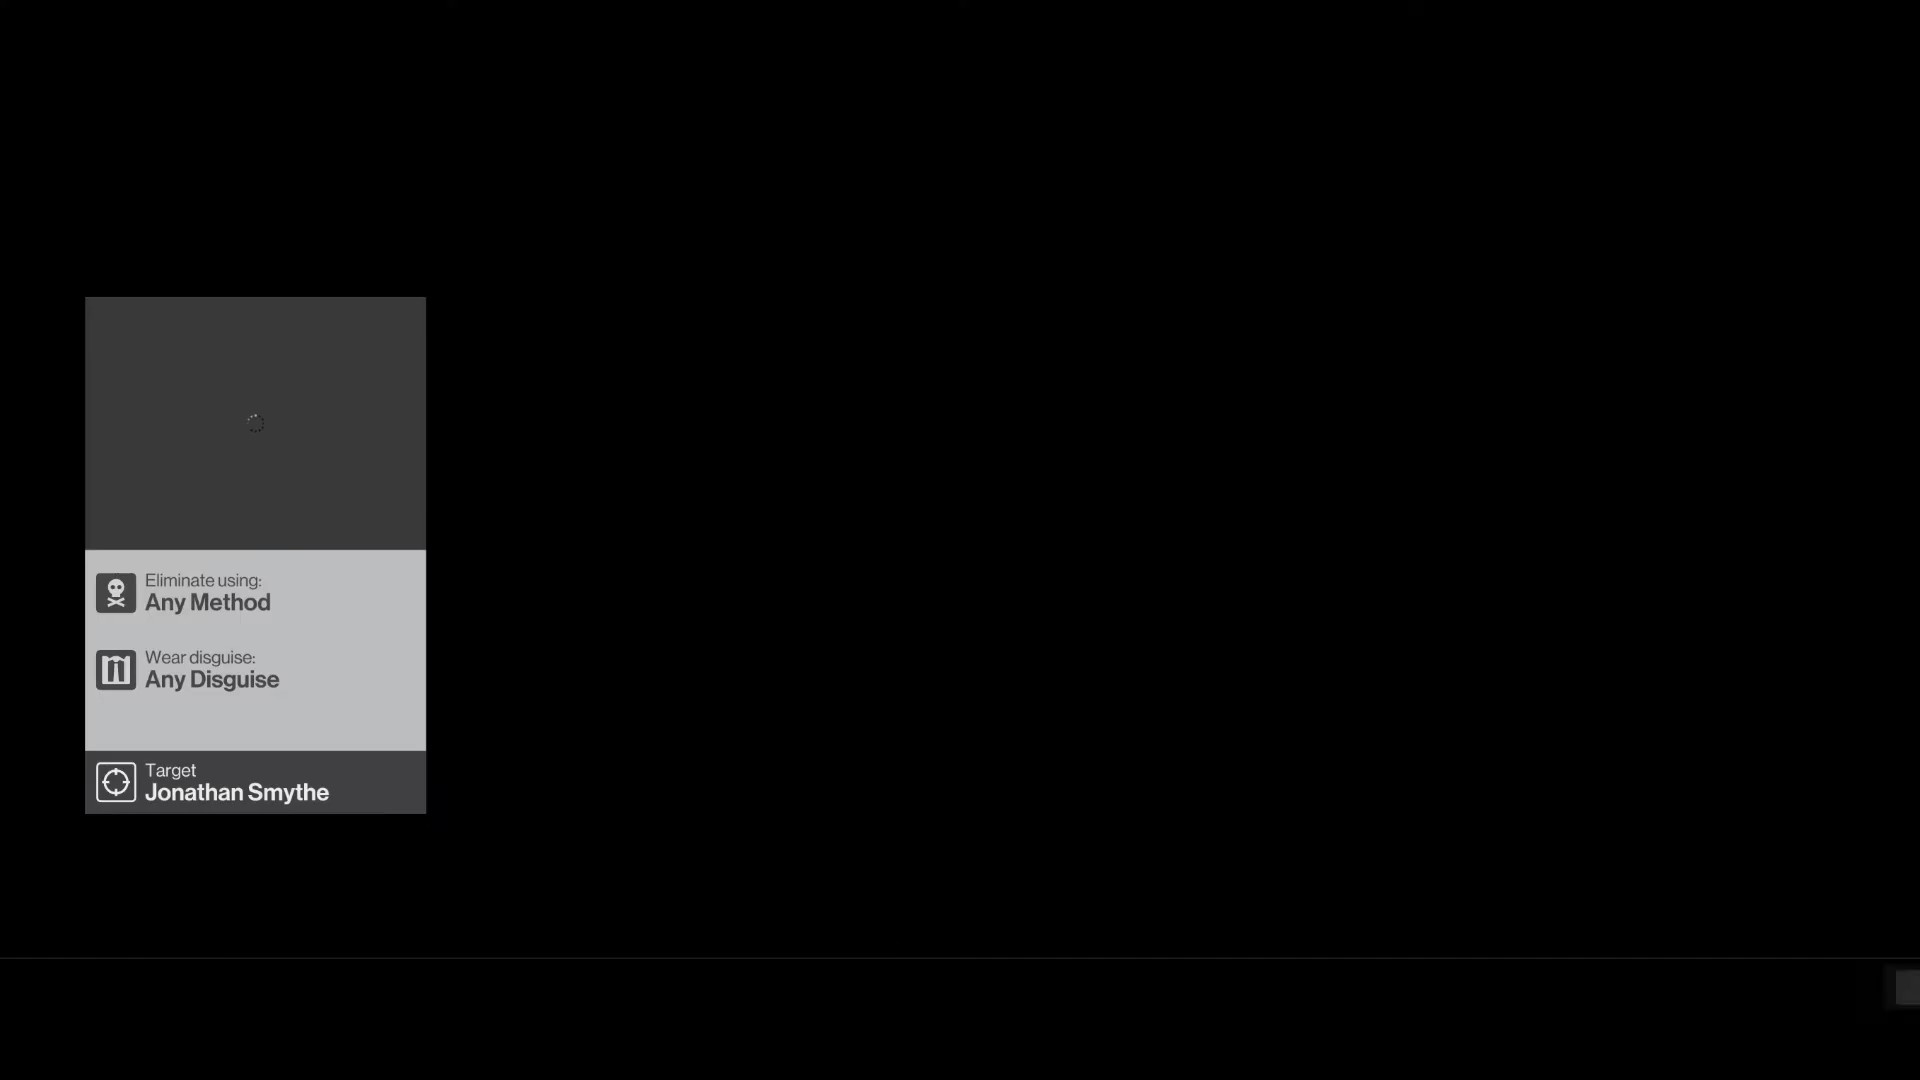 Eliminate using:
Any Method
Wear disguise:
Any Disguise
Target
Jonathan Smythe